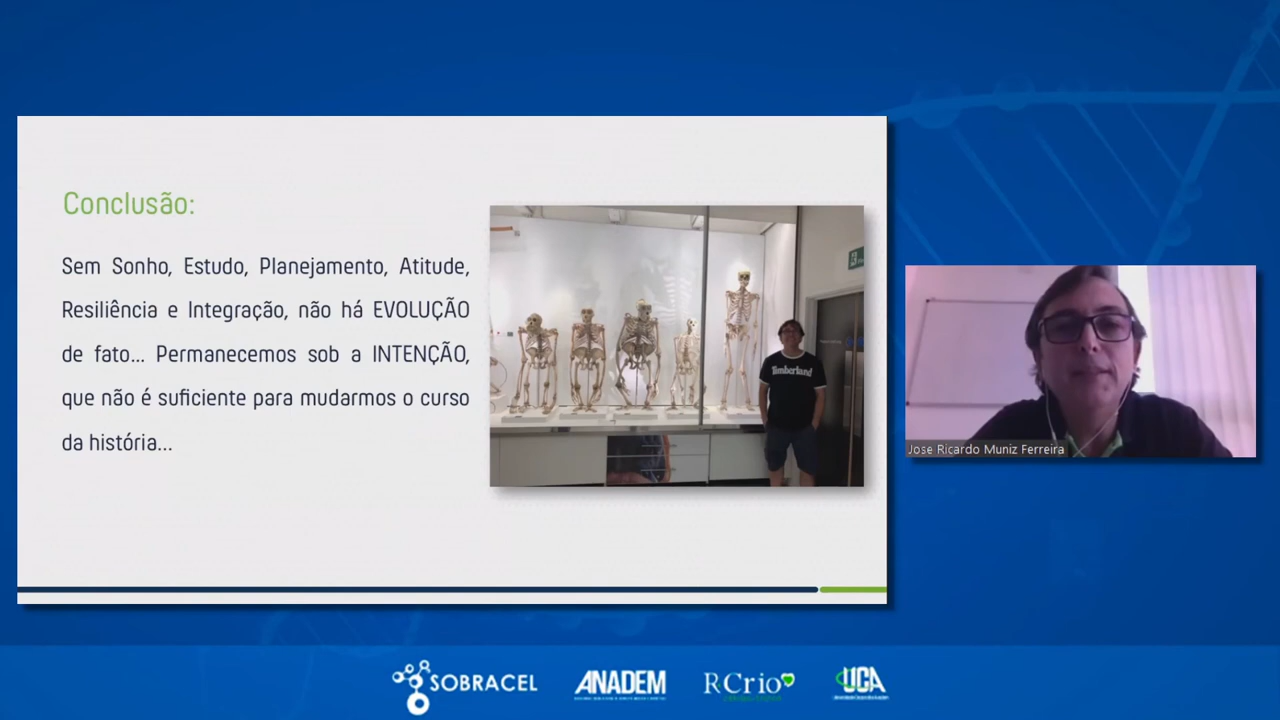 Conclusão:
Sem Sonho, Estudo, Planejamento, Atitude,
Resiliência e Integração, não há EVOLUÇÃO
de fato... Permanecemos sob a INTENÇÃO,
que não é suficiente para mudarmos o curso
da história...
Timberland
Jose Ricardo Muniz Ferreira
SOBRACEL
ANADEM
RCrio
UCA